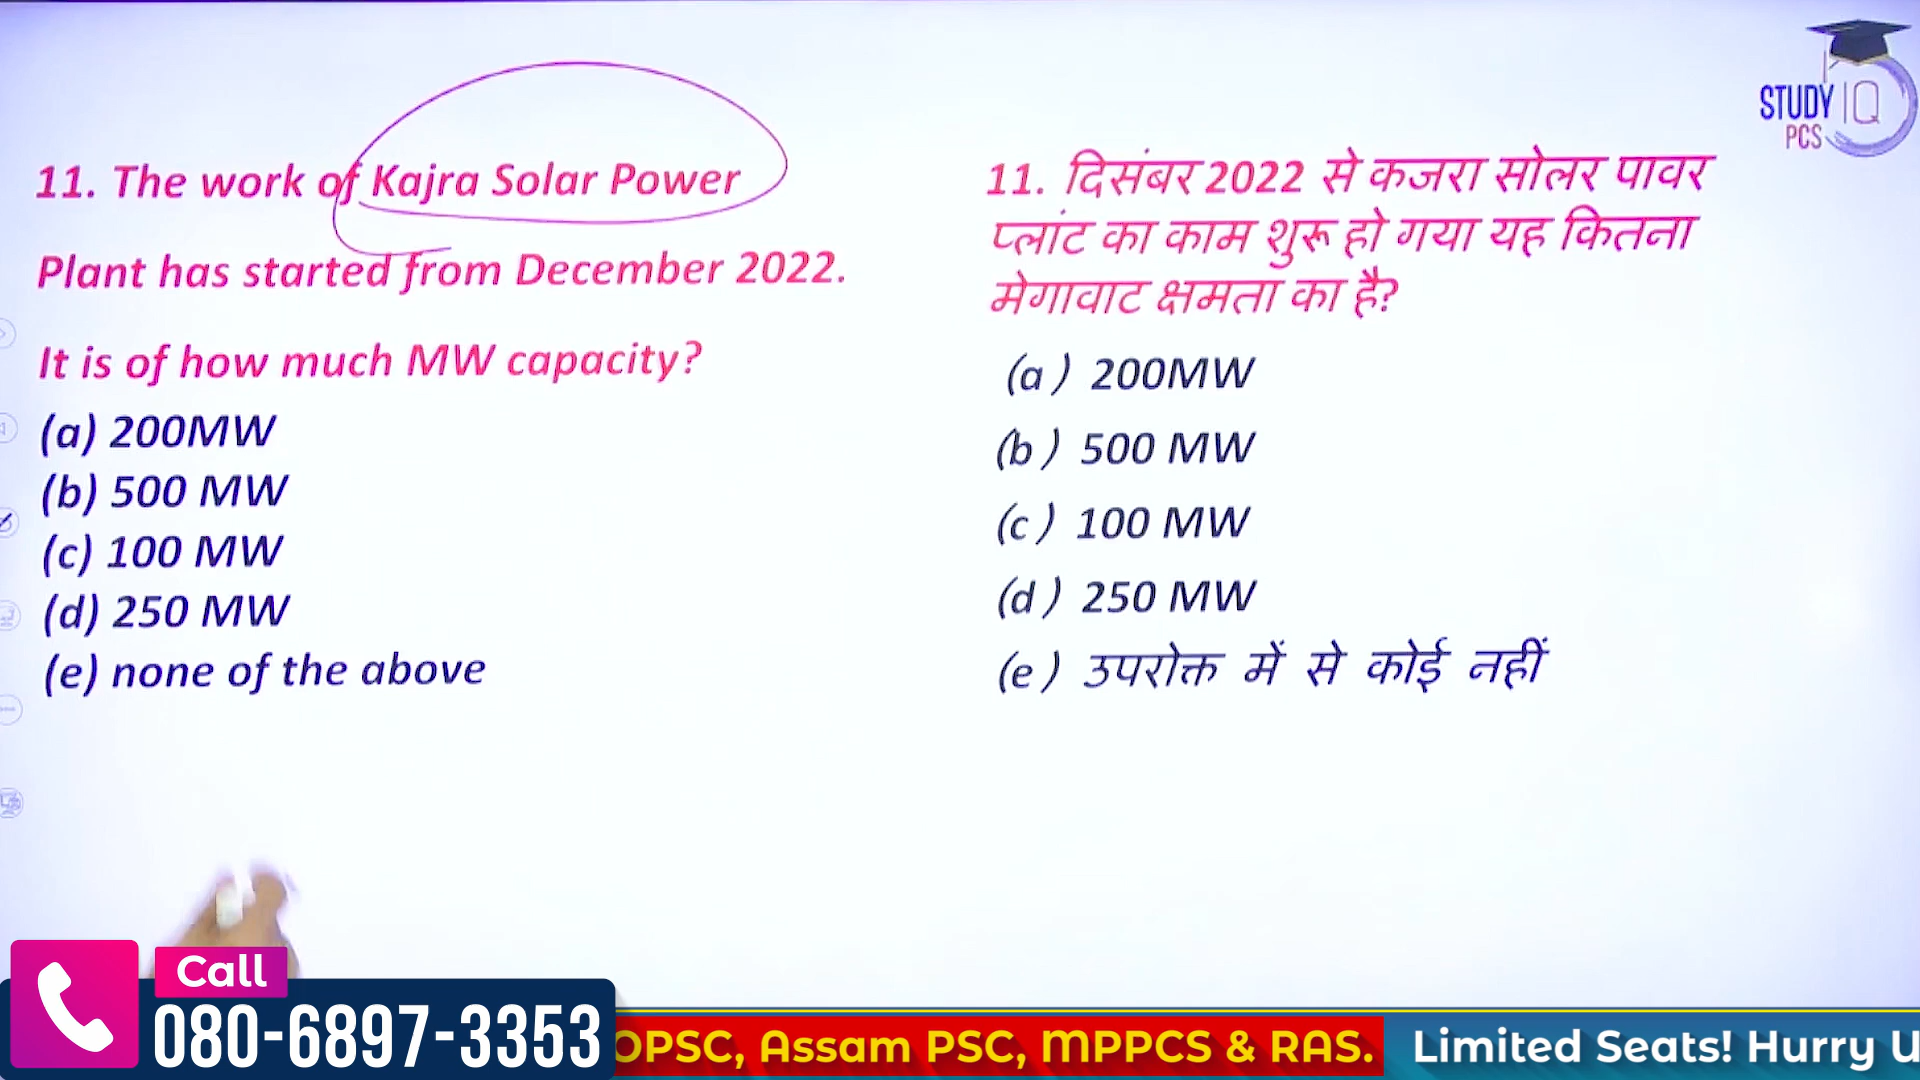 STUDY IQ
PCS
11. The work of Kajra Solar Power
Plant has started from December 2022.
It is of how much MW capacity?
(a) 200MW
(b) 500 MW
(c) 100 MW
(d) 250 MW
(e) none of the above
11. दिसंबर 2022 से कजरा सोलर पावर
प्लांट का काम शुरू हो गया यह कितना
मेगावाट क्षमता का है?
(a ) 200MW
(b ) 500 MW
(c ) 100 MW
(d ) 250 MW
(e ) उपरोक्त में से कोई नहीं
Call
080-6897-3353
OPSC, Assam PSC, MPPCS & RAS. Limited Seats! Hurry U